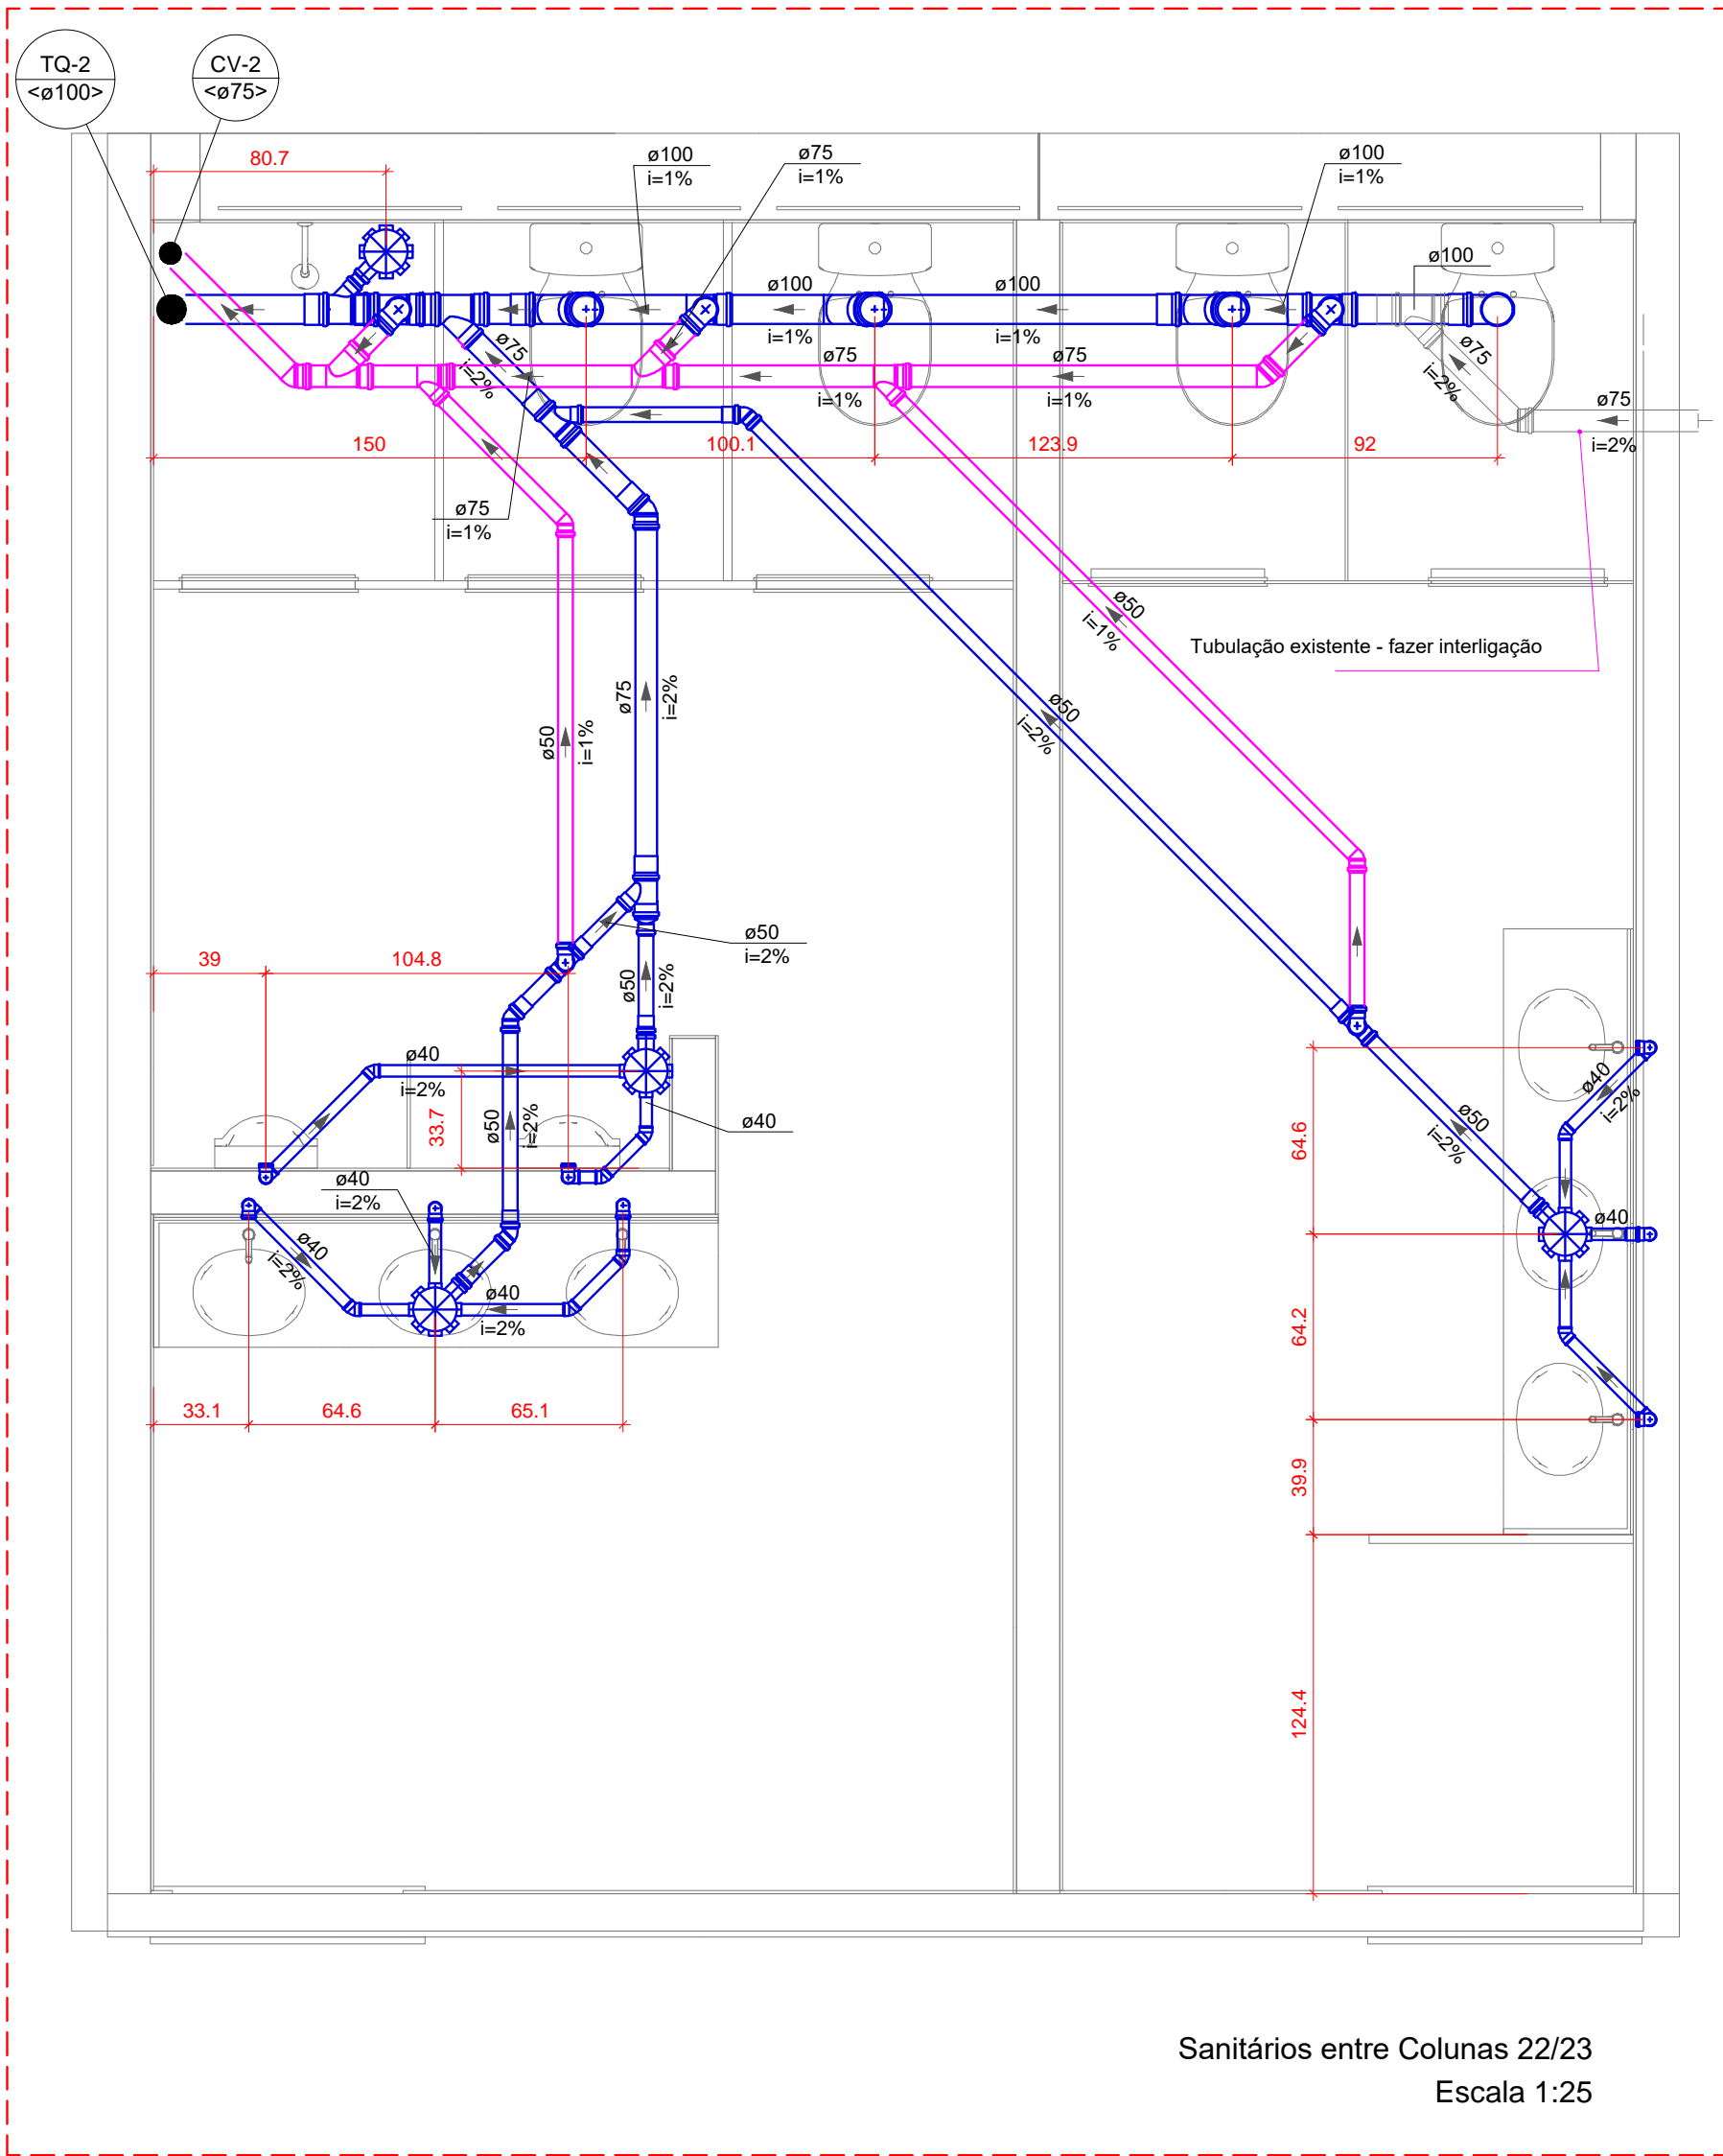 TQ-2
<ø100>
CV-2
<ø75>
80.7
ø100
i=1%
ø75
i=1%
ø100
i=1%
ø100
ø100
i=1%
ø100
i=1%
ø75
i=2%
ø75
i=1%
ø75
i=1%
ø75
i=2%
ø75
i=2%
150
100.1
123.9
92
ø75
i=1%
ø50
i=1%
Tubulação existente - fazer interligação
ø50
i=2%
ø75
i=2%
ø50
i=1%
ø50
i=2%
39
104.8
ø50
i=2%
ø40
i=2%
33.7
ø50
i=2%
ø40
ø40
i=2%
ø40
i=2%
ø40
i=2%
ø40
i=2%
ø50
i=2%
ø40
64.6
64.2
39.9
124.4
33.1
64.6
65.1
Sanitários entre Colunas 22/23
Escala 1:25